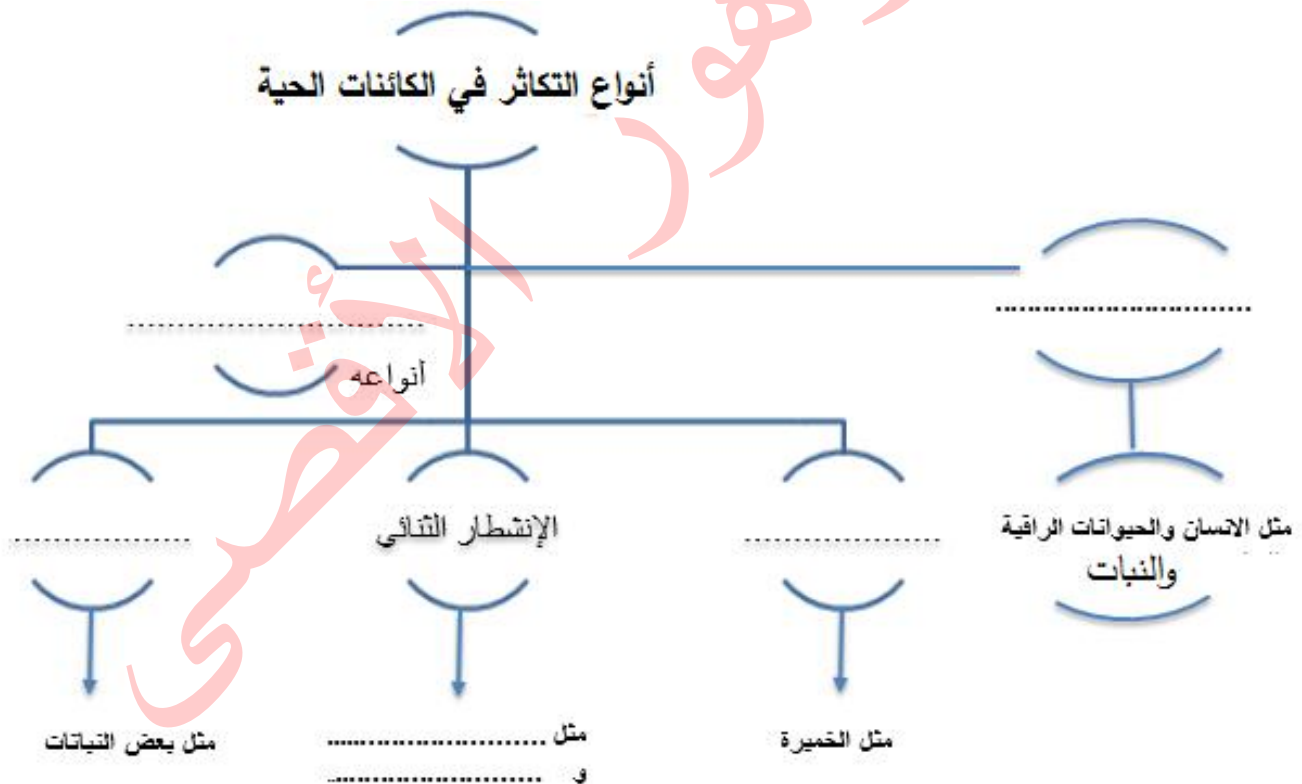 أنواع التكاثر في الكائنات الحية
................................
................................
أنواعه
....................
الإنشطار الثنائي
....................
مثل الانسان والحيوانات الراقية
والنبات
مثل الخميرة
مثل ........................
و ........................
مثل بعض النباتات
الأقصى